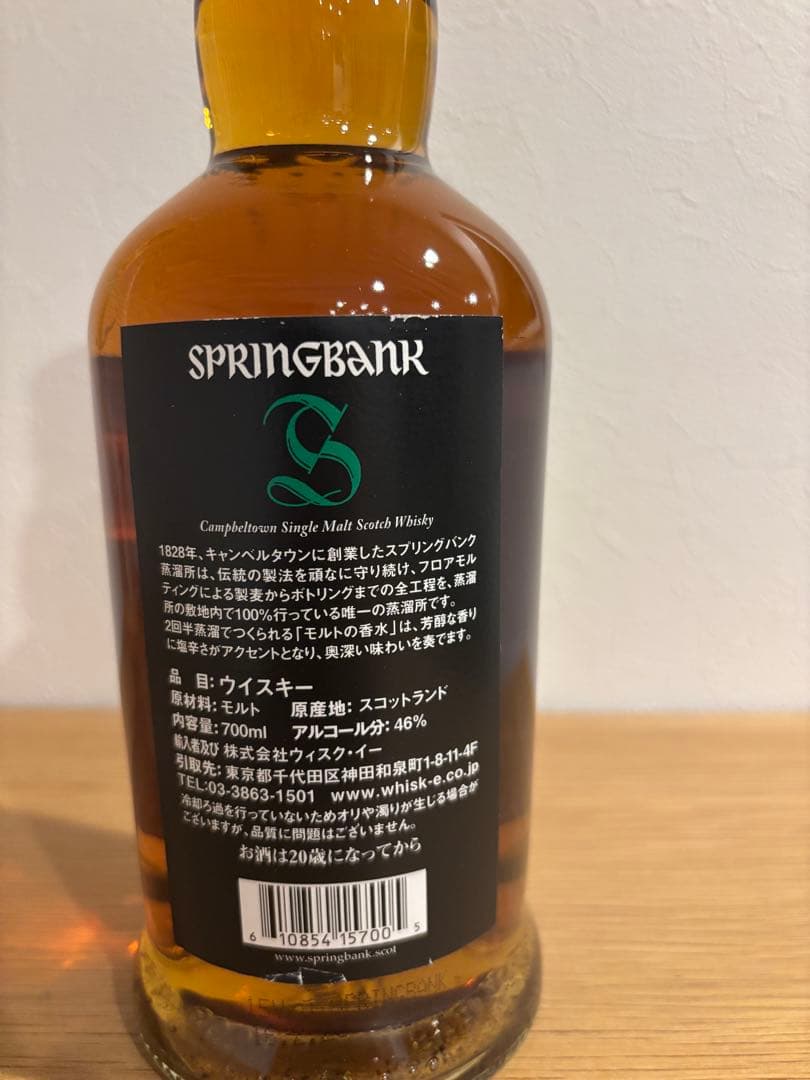 SPRINGBANK
S
Campbeltown Single Malt Scotch Whisky
1828年、キャンベルタウンに創業したスプリングバンク
蒸溜所は、伝統の製法を頑なに守り続け、フロアモル
ティングによる製麦からボトリングまでの全工程を、蒸溜
所の敷地内で100%行っている唯一の蒸溜所です。
2回半蒸溜でつくられる「モルトの香水」は、芳醇な香り
に塩辛さがアクセントとなり、奥深い味わいを奏でます。
品 目：ウイスキー
原材料：モルト 原産地：スコットランド
内容量：700ml アルコール分：46%
輸入者及び 株式会社ウィスク・イー
引取先：東京都千代田区神田和泉町1-8-11-4F
TEL:03-3863-1501 www.whisk-e.co.jp
冷却ろ過を行っていないためオリや濁りが生じる場合が
ございますが、品質に問題はございません。
お酒は20歳になってから
6 10854 15700 5
www.springbank.scot
SPRINGBANK